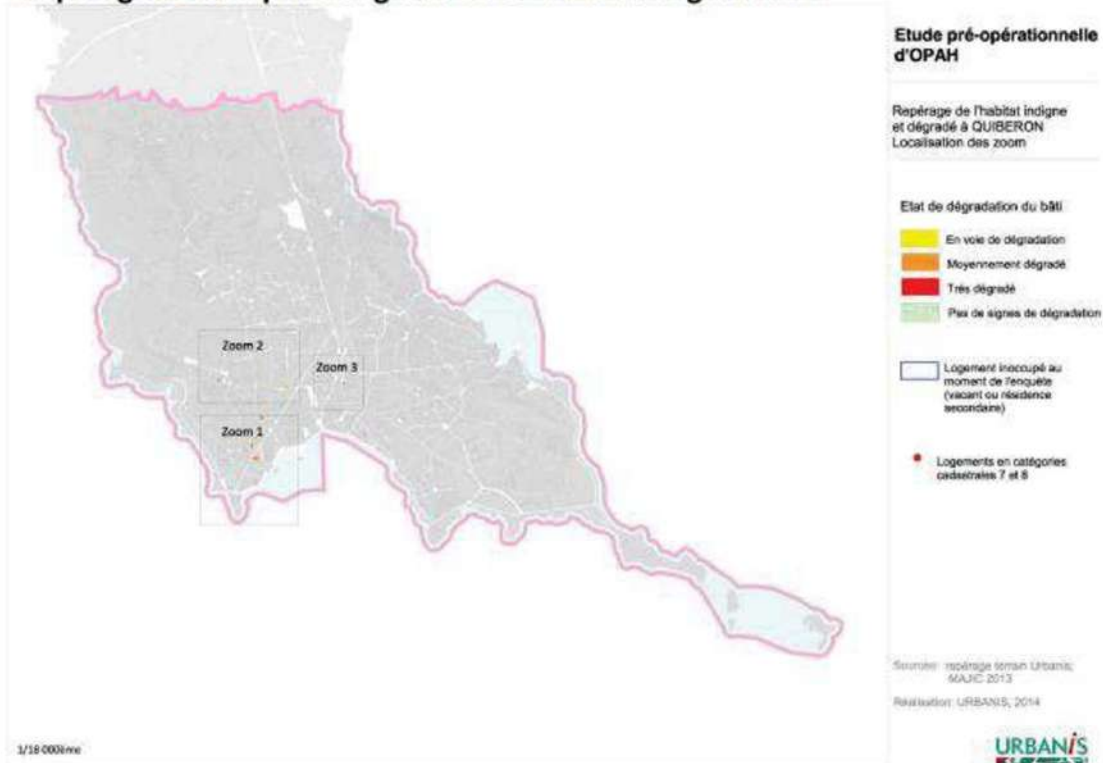 Etude pré-opérationnelle
d'OPAH
Repérage de l'habitat indigne
et dégradé à QUIBERON
Localisation des zoom
Etat de dégradation du bâti
En voie de dégradation
Moyennement dégradé
Très dégradé
Pas de signes de dégradation
Logement inoccupé au
moment de l'enquête
(vacant ou résidence
secondaire)
Logements en catégories
cadastrales 7 et 8
Zoom 2
Zoom 3
Zoom 1
Sources: repérage terrain Urbanis;
MAJIC 2013
Réalisation: URBANIS, 2014
1/18 000ème
URBANIS